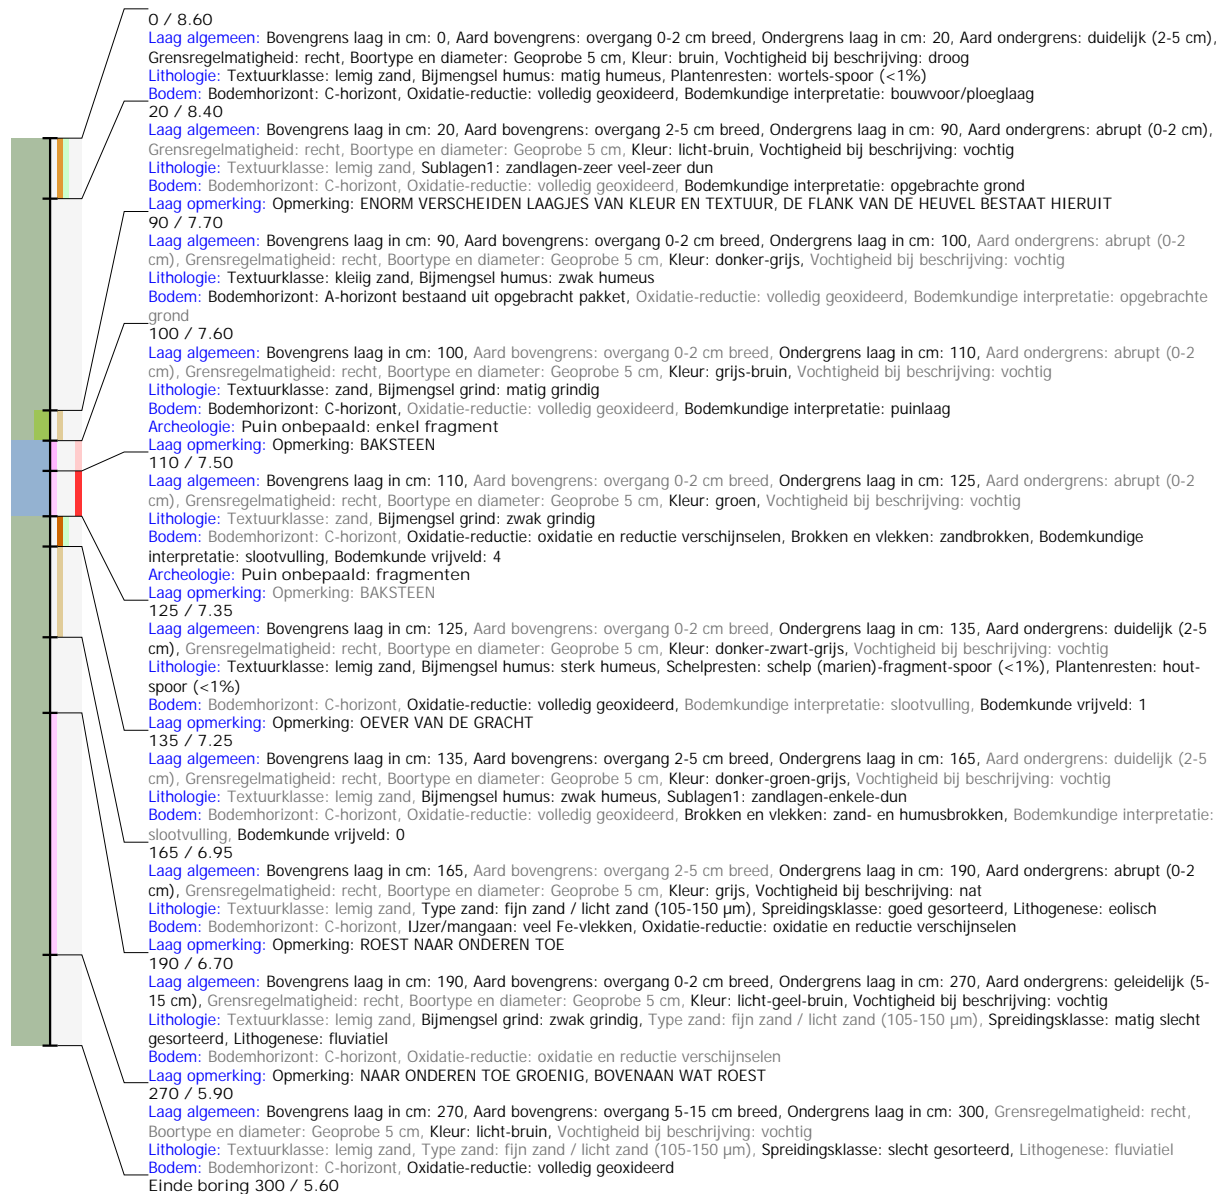 0 / 8.60
Laag algemeen: Bovengrens laag in cm: 0, Aard bovengrens: overgang 0-2 cm breed, Ondergrens laag in cm: 20, Aard ondergrens: duidelijk (2-5 cm),
Grensregelmatigheid: recht, Boortype en diameter: Geoprobe 5 cm, Kleur: bruin, Vochtigheid bij beschrijving: droog
Lithologie: Textuurklasse: lemig zand, Bijmengsel humus: matig humeus, Plantenresten: wortels-spoor (<1%)
Bodem: Bodemhorizont: C-horizont, Oxidatie-reductie: volledig geoxideerd, Bodemkundige interpretatie: bouwvoor/ploeglaag
20 / 8.40
Laag algemeen: Bovengrens laag in cm: 20, Aard bovengrens: overgang 2-5 cm breed, Ondergrens laag in cm: 90, Aard ondergrens: abrupt (0-2 cm),
Grensregelmatigheid: recht, Boortype en diameter: Geoprobe 5 cm, Kleur: licht-bruin, Vochtigheid bij beschrijving: vochtig
Lithologie: Textuurklasse: lemig zand, Sublagen1: zandlagen-zeer veel-zeer dun
Bodem: Bodemhorizont: C-horizont, Oxidatie-reductie: volledig geoxideerd, Bodemkundige interpretatie: opgebrachte grond
Laag opmerking: Opmerking: ENORM VERSCHEIDEN LAAGJES VAN KLEUR EN TEXTUUR, DE FLANK VAN DE HEUVEL BESTAAT HIERUIT
90 / 7.70
Laag algemeen: Bovengrens laag in cm: 90, Aard bovengrens: overgang 0-2 cm breed, Ondergrens laag in cm: 100, Aard ondergrens: abrupt (0-2
cm), Grensregelmatigheid: recht, Boortype en diameter: Geoprobe 5 cm, Kleur: donker-grijs, Vochtigheid bij beschrijving: vochtig
Lithologie: Textuurklasse: kleiig zand, Bijmengsel humus: zwak humeus
Bodem: Bodemhorizont: A-horizont bestaand uit opgebracht pakket, Oxidatie-reductie: volledig geoxideerd, Bodemkundige interpretatie: opgebrachte
grond
100 / 7.60
Laag algemeen: Bovengrens laag in cm: 100, Aard bovengrens: overgang 0-2 cm breed, Ondergrens laag in cm: 110, Aard ondergrens: abrupt (0-2
cm), Grensregelmatigheid: recht, Boortype en diameter: Geoprobe 5 cm, Kleur: grijs-bruin, Vochtigheid bij beschrijving: vochtig
Lithologie: Textuurklasse: zand, Bijmengsel grind: matig grindig
Bodem: Bodemhorizont: C-horizont, Oxidatie-reductie: volledig geoxideerd, Bodemkundige interpretatie: puinlaag
Archeologie: Puin onbepaald: enkel fragment
Laag opmerking: Opmerking: BAKSTEEN
110 / 7.50
Laag algemeen: Bovengrens laag in cm: 110, Aard bovengrens: overgang 0-2 cm breed, Ondergrens laag in cm: 125, Aard ondergrens: abrupt (0-2
cm), Grensregelmatigheid: recht, Boortype en diameter: Geoprobe 5 cm, Kleur: groen, Vochtigheid bij beschrijving: vochtig
Lithologie: Textuurklasse: zand, Bijmengsel grind: zwak grindig
Bodem: Bodemhorizont: C-horizont, Oxidatie-reductie: oxidatie en reductie verschijnselen, Brokken en vlekken: zandbrokken, Bodemkundige
interpretatie: slootvulling, Bodemkunde vrijveld: 4
Archeologie: Puin onbepaald: fragmenten
Laag opmerking: Opmerking: BAKSTEEN
125 / 7.35
Laag algemeen: Bovengrens laag in cm: 125, Aard bovengrens: overgang 0-2 cm breed, Ondergrens laag in cm: 135, Aard ondergrens: duidelijk (2-5
cm), Grensregelmatigheid: recht, Boortype en diameter: Geoprobe 5 cm, Kleur: donker-zwart-grijs, Vochtigheid bij beschrijving: vochtig
Lithologie: Textuurklasse: lemig zand, Bijmengsel humus: sterk humeus, Schelpresten: schelp (marien)-fragment-spoor (<1%), Plantenresten: hout-
spoor (<1%)
Bodem: Bodemhorizont: C-horizont, Oxidatie-reductie: volledig geoxideerd, Bodemkundige interpretatie: slootvulling, Bodemkunde vrijveld: 1
Laag opmerking: Opmerking: OEVER VAN DE GRACHT
135 / 7.25
Laag algemeen: Bovengrens laag in cm: 135, Aard bovengrens: overgang 2-5 cm breed, Ondergrens laag in cm: 165, Aard ondergrens: duidelijk (2-5
cm), Grensregelmatigheid: recht, Boortype en diameter: Geoprobe 5 cm, Kleur: donker-groen-grijs, Vochtigheid bij beschrijving: vochtig
Lithologie: Textuurklasse: lemig zand, Bijmengsel humus: zwak humeus, Sublagen1: zandlagen-enkele-dun
Bodem: Bodemhorizont: C-horizont, Oxidatie-reductie: volledig geoxideerd, Brokken en vlekken: zand- en humusbrokken, Bodemkundige interpretatie:
slootvulling, Bodemkunde vrijveld: 0
165 / 6.95
Laag algemeen: Bovengrens laag in cm: 165, Aard bovengrens: overgang 2-5 cm breed, Ondergrens laag in cm: 190, Aard ondergrens: abrupt (0-2
cm), Grensregelmatigheid: recht, Boortype en diameter: Geoprobe 5 cm, Kleur: grijs, Vochtigheid bij beschrijving: nat
Lithologie: Textuurklasse: lemig zand, Type zand: fijn zand / licht zand (105-150 µm), Spreidingsklasse: goed gesorteerd, Lithogenese: eolisch
Bodem: Bodemhorizont: C-horizont, IJzer/mangaan: veel Fe-vlekken, Oxidatie-reductie: oxidatie en reductie verschijnselen
Laag opmerking: Opmerking: ROEST NAAR ONDEREN TOE
190 / 6.70
Laag algemeen: Bovengrens laag in cm: 190, Aard bovengrens: overgang 0-2 cm breed, Ondergrens laag in cm: 270, Aard ondergrens: geleidelijk (5-
15 cm), Grensregelmatigheid: recht, Boortype en diameter: Geoprobe 5 cm, Kleur: licht-geel-bruin, Vochtigheid bij beschrijving: vochtig
Lithologie: Textuurklasse: lemig zand, Bijmengsel grind: zwak grindig, Type zand: fijn zand / licht zand (105-150 µm), Spreidingsklasse: matig slecht
gesorteerd, Lithogenese: fluviatiel
Bodem: Bodemhorizont: C-horizont, Oxidatie-reductie: oxidatie en reductie verschijnselen
Laag opmerking: Opmerking: NAAR ONDEREN TOE GROENIG, BOVENAAN WAT ROEST
270 / 5.90
Laag algemeen: Bovengrens laag in cm: 270, Aard bovengrens: overgang 5-15 cm breed, Ondergrens laag in cm: 300, Grensregelmatigheid: recht,
Boortype en diameter: Geoprobe 5 cm, Kleur: licht-bruin, Vochtigheid bij beschrijving: vochtig
Lithologie: Textuurklasse: lemig zand, Type zand: fijn zand / licht zand (105-150 µm), Spreidingsklasse: slecht gesorteerd, Lithogenese: fluviatiel
Bodem: Bodemhorizont: C-horizont, Oxidatie-reductie: volledig geoxideerd
Einde boring 300 / 5.60